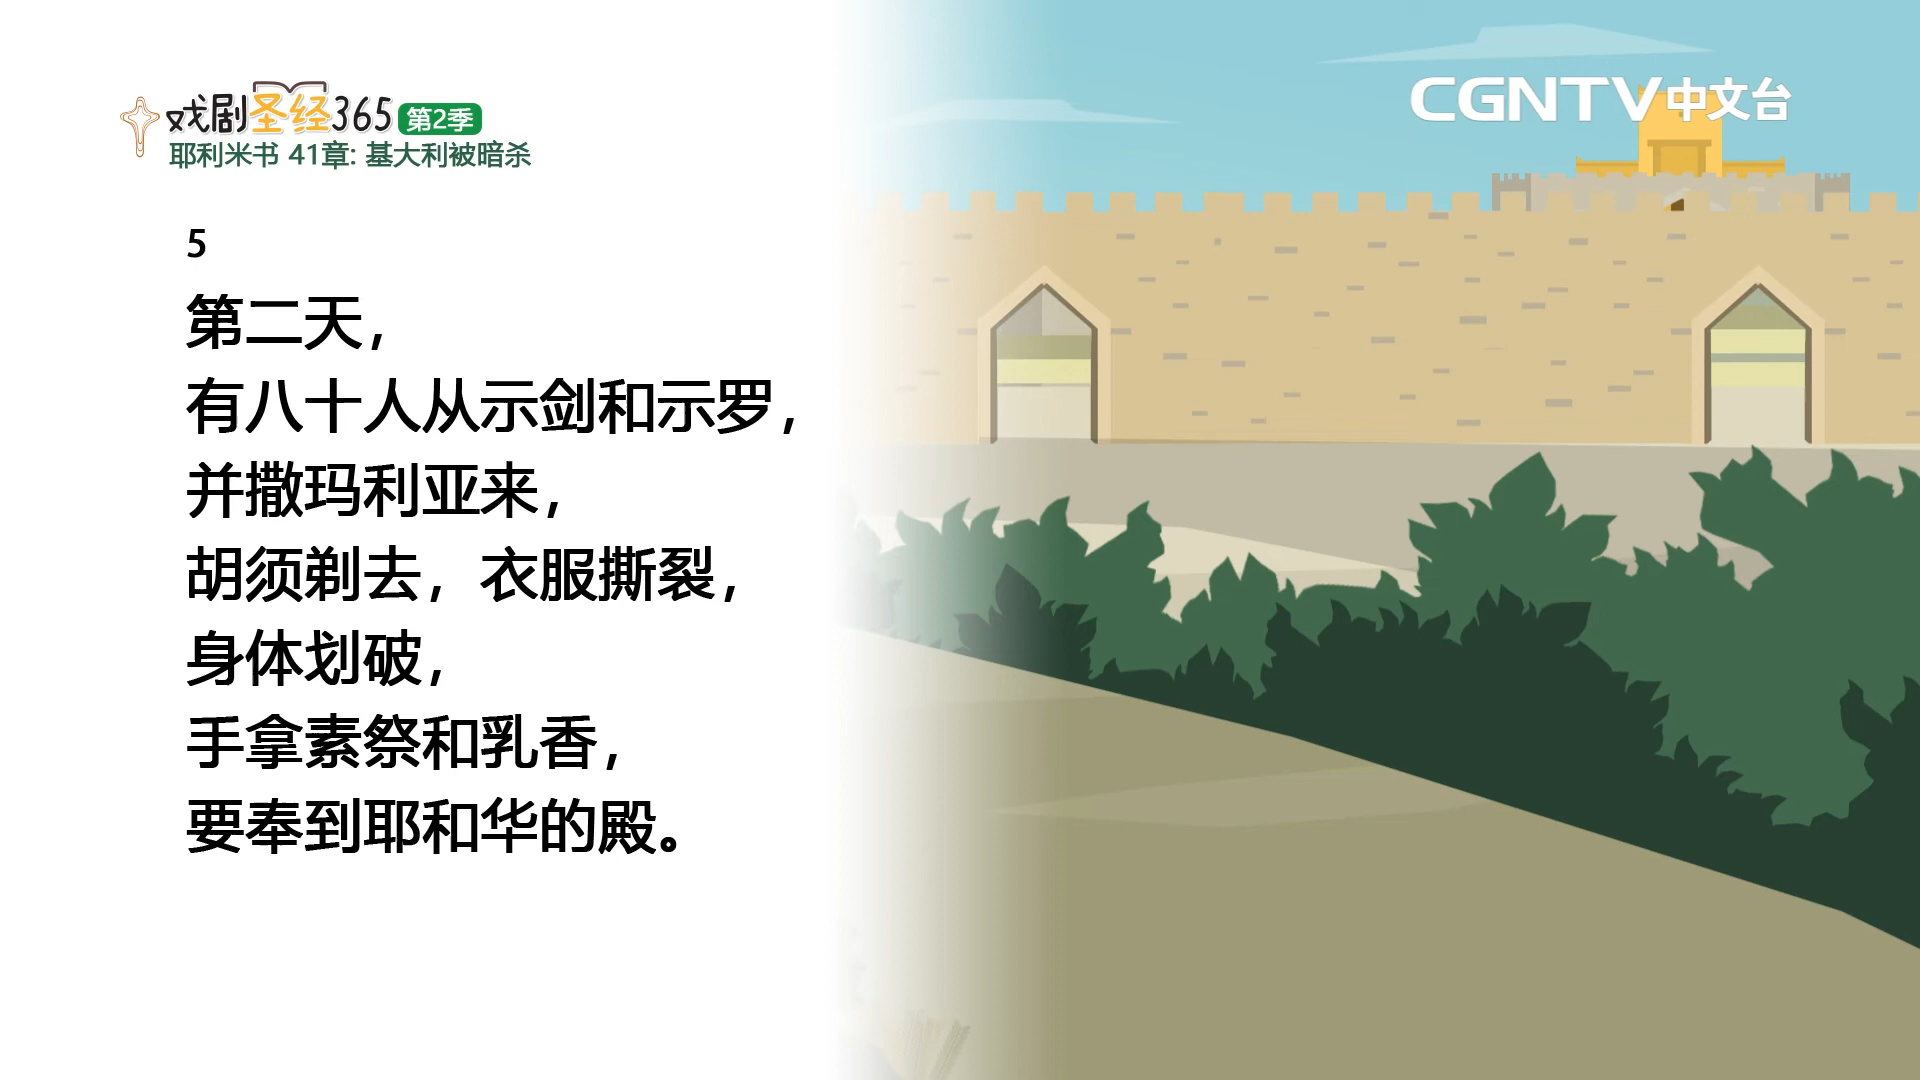 戏剧圣经365 第2季
耶利米书 41章: 基大利被暗杀
CGNTV中文台
5
第二天，
有八十人从示剑和示罗，
并撒玛利亚来，
胡须剃去，衣服撕裂，
身体划破，
手拿素祭和乳香，
要奉到耶和华的殿。